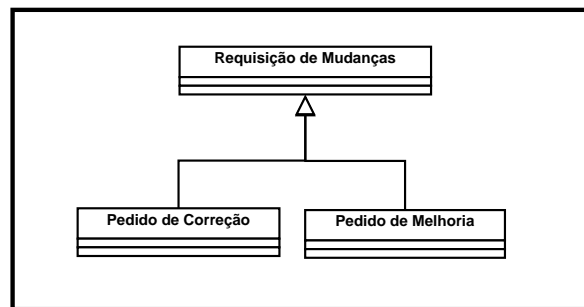 Requisição de Mudanças
Pedido de Correção
Pedido de Melhoria